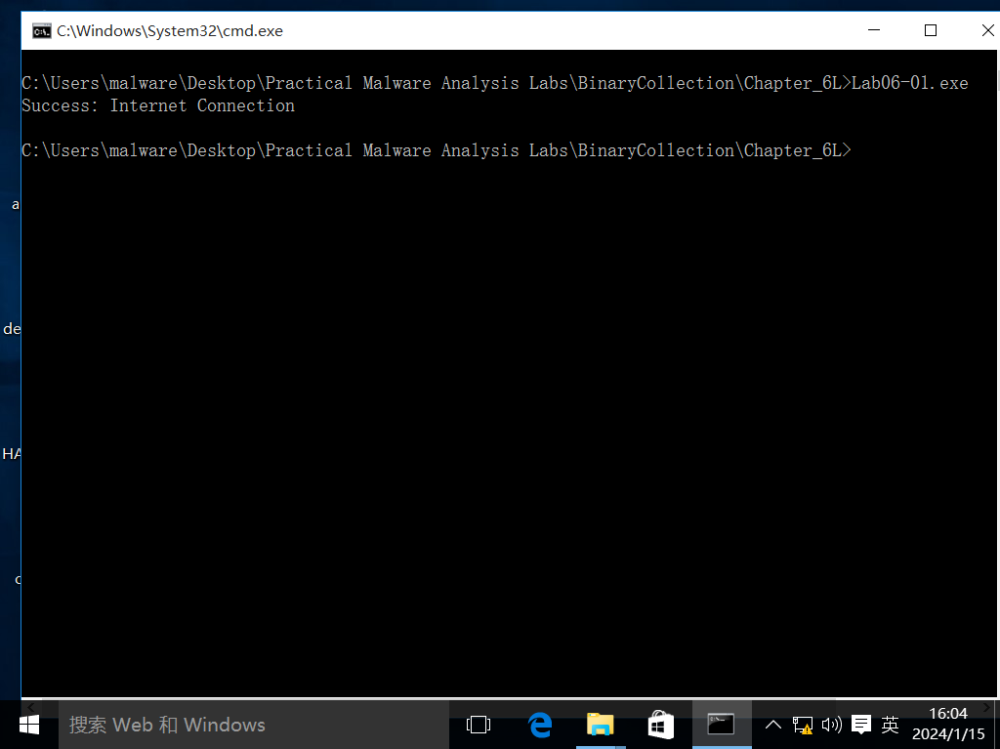 C:\Windows\System32\cmd.exe
C:\Users\malware\Desktop\Practical Malware Analysis Labs\BinaryCollection\Chapter_6L>Lab06-01.exe
Success: Internet Connection
C:\Users\malware\Desktop\Practical Malware Analysis Labs\BinaryCollection\Chapter_6L>
a
de
HA
c
搜索 Web 和 Windows
英
16:04
2024/1/15